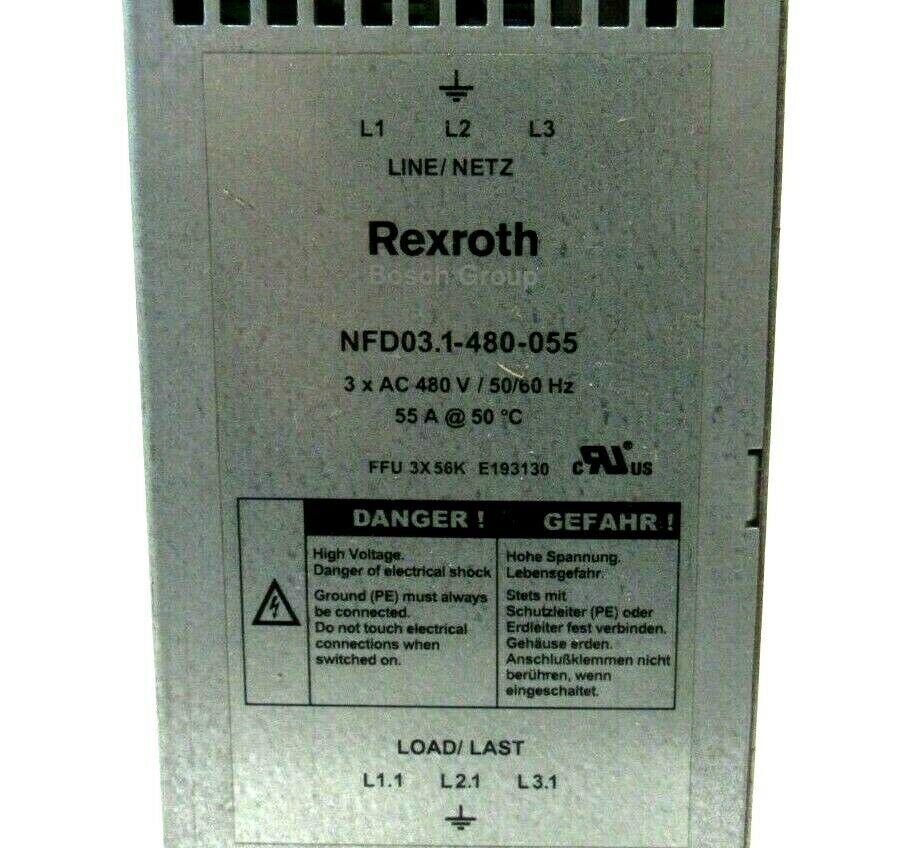 L1 L2 L3
LINE/ NETZ
Rexroth
Bosch Group
NFD03.1-480-055
3 x AC 480 V / 50/60 Hz
55 A @ 50 °C
FFU 3X56K E193130 c RU ® US
DANGER !
High Voltage.
Danger of electrical shock
Ground (PE) must always
be connected.
Do not touch electrical
connections when
switched on.
GEFAHR !
Hohe Spannung.
Lebensgefahr.
Stets mit
Schutzleiter (PE) oder
Erdleiter fest verbinden.
Gehäuse erden.
Anschlußklemmen nicht
berühren, wenn
eingeschaltet.
LOAD/ LAST
L1.1 L2.1 L3.1